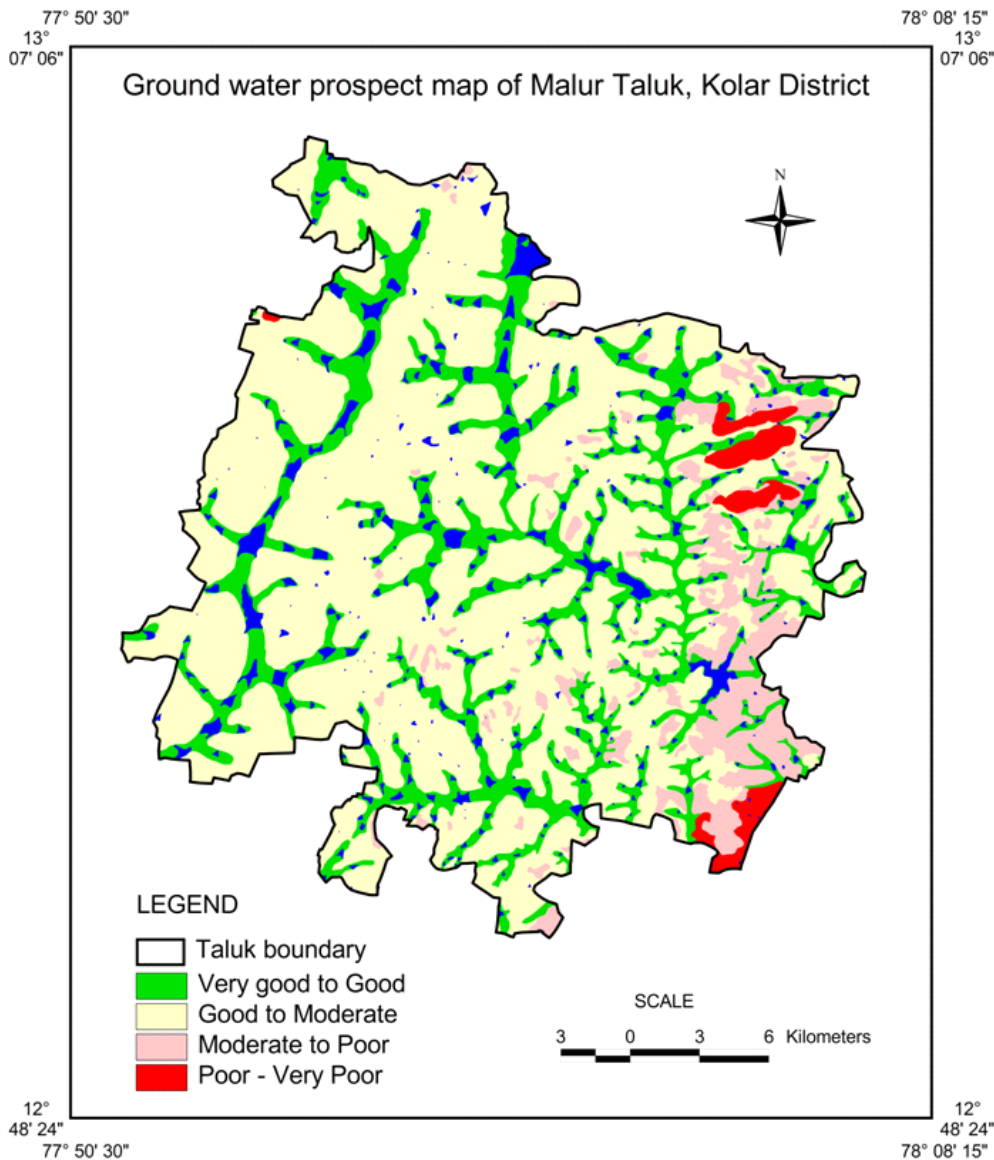 77° 50' 30"
78° 08' 15"
13°
07' 06"
13°
07' 06"
Ground water prospect map of Malur Taluk, Kolar District
N
LEGEND
Taluk boundary
Very good to Good
Good to Moderate
Moderate to Poor
Poor - Very Poor
SCALE
3 0 3 6 Kilometers
12°
48' 24"
12°
48' 24"
77° 50' 30"
78° 08' 15"